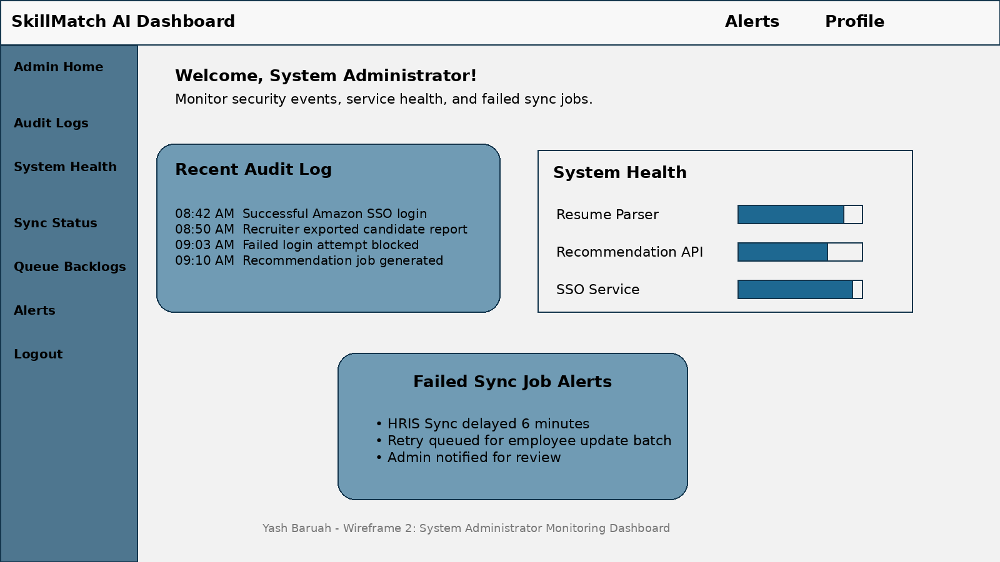 SkillMatch AI Dashboard
Alerts
Profile
Admin Home
Audit Logs
System Health
Sync Status
Queue Backlogs
Alerts
Logout
Welcome, System Administrator!
Monitor security events, service health, and failed sync jobs.
Recent Audit Log
08:42 AM  Successful Amazon SSO login
08:50 AM  Recruiter exported candidate report
09:03 AM  Failed login attempt blocked
09:10 AM  Recommendation job generated
System Health
Resume Parser
Recommendation API
SSO Service
Failed Sync Job Alerts
• HRIS Sync delayed 6 minutes
• Retry queued for employee update batch
• Admin notified for review
Yash Baruah - Wireframe 2: System Administrator Monitoring Dashboard